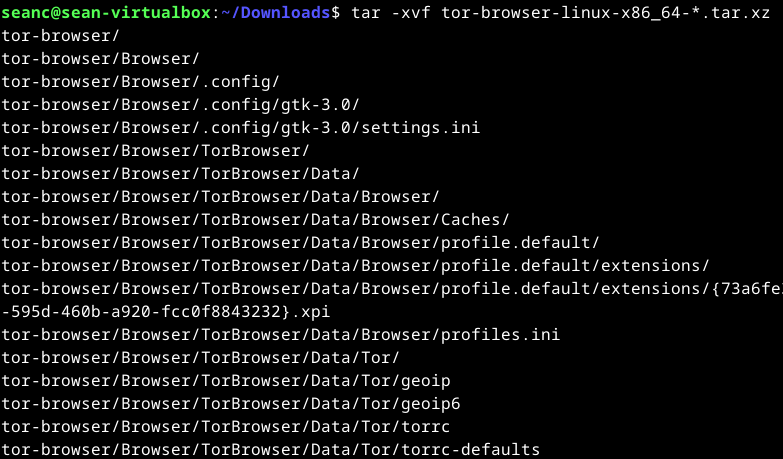 seanc@sean-virtualbox:~/Downloads$ tar -xvf tor-browser-linux-x86_64-*.tar.xz
tor-browser/
tor-browser/Browser/
tor-browser/Browser/.config/
tor-browser/Browser/.config/gtk-3.0/
tor-browser/Browser/.config/gtk-3.0/settings.ini
tor-browser/Browser/TorBrowser/
tor-browser/Browser/TorBrowser/Data/
tor-browser/Browser/TorBrowser/Data/Browser/
tor-browser/Browser/TorBrowser/Data/Browser/Caches/
tor-browser/Browser/TorBrowser/Data/Browser/profile.default/
tor-browser/Browser/TorBrowser/Data/Browser/profile.default/extensions/
tor-browser/Browser/TorBrowser/Data/Browser/profile.default/extensions/{73a6fe
-595d-460b-a920-fcc0f8843232}.xpi
tor-browser/Browser/TorBrowser/Data/Browser/profiles.ini
tor-browser/Browser/TorBrowser/Data/Tor/
tor-browser/Browser/TorBrowser/Data/Tor/geoip
tor-browser/Browser/TorBrowser/Data/Tor/geoip6
tor-browser/Browser/TorBrowser/Data/Tor/torrc
tor-browser/Browser/TorBrowser/Data/Tor/torrc-defaults